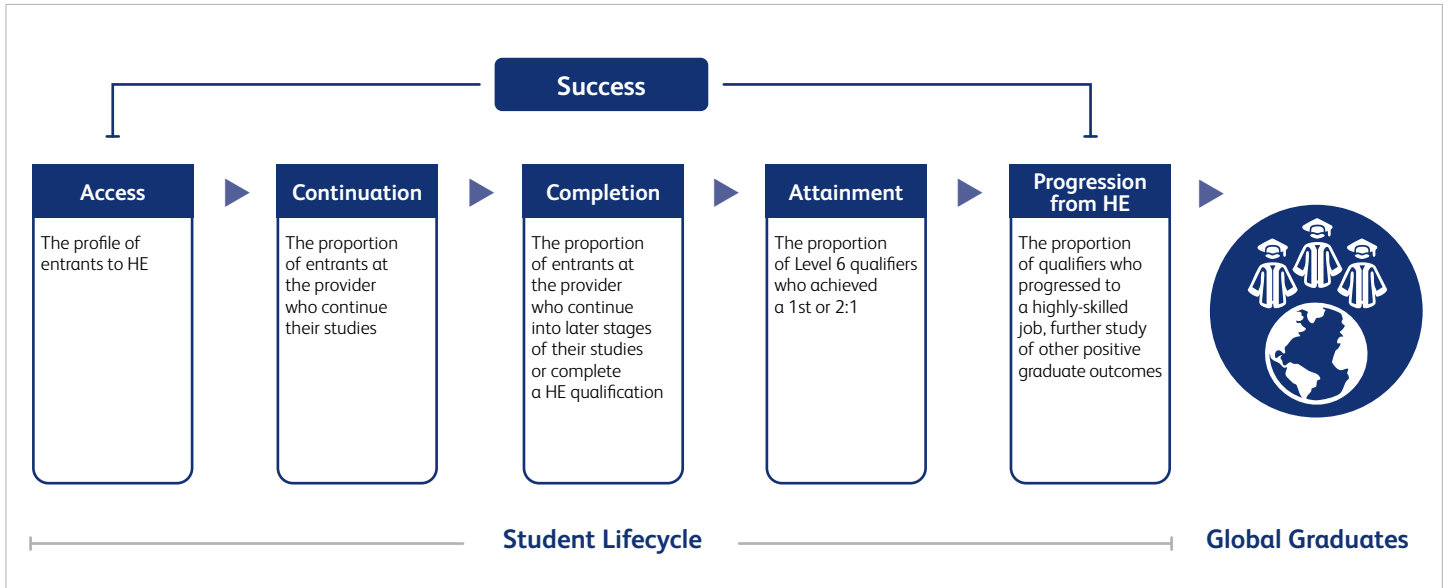 Success
Access
The profile of
entrants to HE
Continuation
The proportion
of entrants at
the provider
who continue
their studies
Completion
The proportion
of entrants at
the provider
who continue
into later stages
of their studies
or complete
a HE qualification
Attainment
The proportion
of Level 6 qualifiers
who achieved
a 1st or 2:1
Progression
from HE
The proportion
of qualifiers who
progressed to
a highly-skilled
job, further study
of other positive
graduate outcomes
Student Lifecycle
Global Graduates